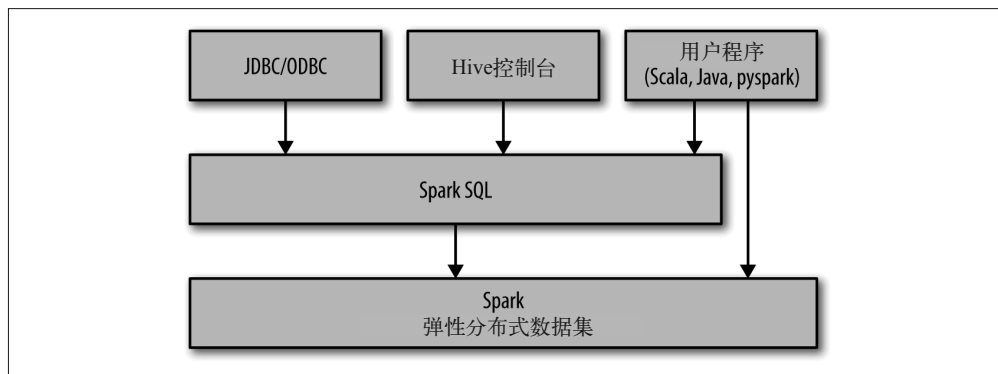 JDBC/ODBC
Hive控制台
用户程序
(Scala, Java, pyspark)
Spark SQL
Spark
弹性分布式数据集